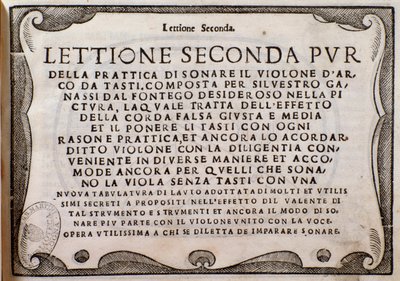 Lettione Seconda.
LETTIONE SECONDA PVR
DELLA PRATTICA DI SONARE IL VIOLONE D'AR,
CO DA TASTI, COMPOSTA PER SILVESTRO GA,
NASSI DAL FONTEGO DESIDEROSO NELLA PI
CTVRA, LAQVALE TRATTA DELL'EFFETTO
DELLA CORDA FALSA GIVSTA E MEDIA
ET IL PONERE LI TASTI CON OGNI
RASONE PRATTICA, ET ANCORA LO ACORDAR,
DITTO VIOLONE CON LA DILIGENTIA CON,
VENIENTE IN DIVERSE MANIERE ET ACCO,
MODE ANCORA PER QVELLI CHE SONA,
NO LA VIOLA SENZA TASTI CON VNA
NVOVA TABVLATVRA DI LAVTO ADOTTATA DI MOLTI ET VTILIS
SIMI SECRETI A PROPOSITI NELL'EFFETTO DIL VALENTE DI
TAL STRVMENTO E STRVMENTI ET ANCORA IL MODO DI SO,
NARE PIV PARTE CON IL VIOLONE VNITO CON LA VOCE.
OPERA VTILISSIMA A CHI SE DILETTA DE IMPARARE SONARE.